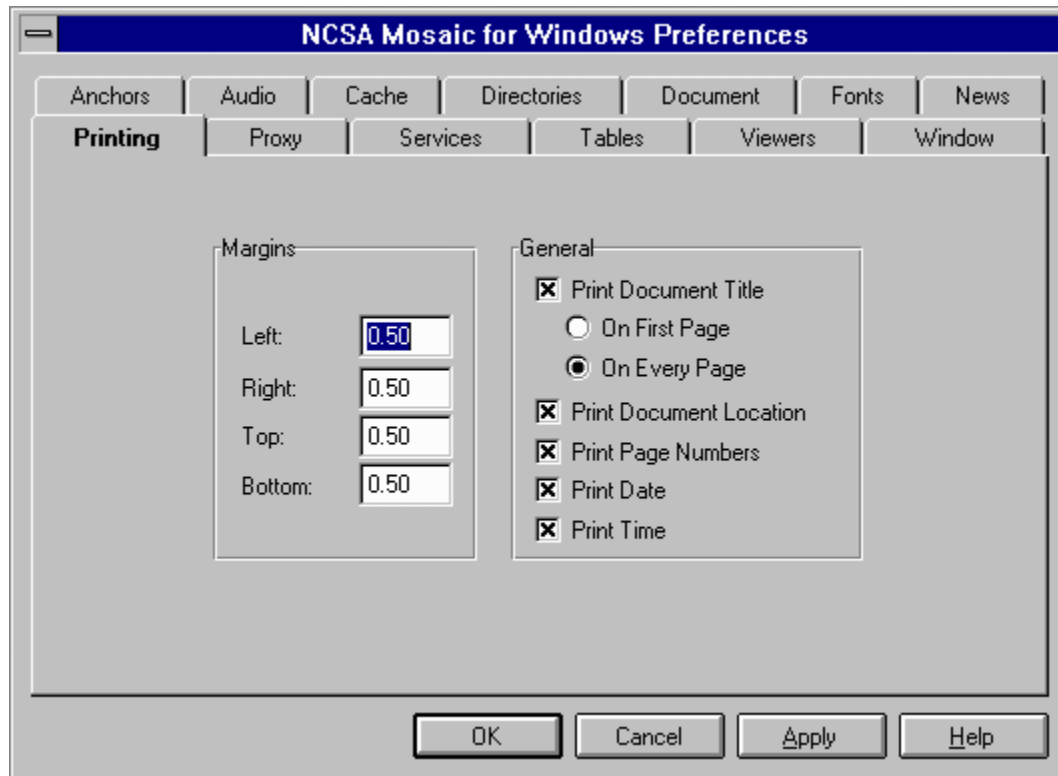 NCSA Mosaic for Windows Preferences
Anchors Audio Cache Directories Document Fonts News
Printing Proxy Services Tables Viewers Window
Margins
Left: 0.50
Right: 0.50
Top: 0.50
Bottom: 0.50
General
Print Document Title
On First Page
On Every Page
Print Document Location
Print Page Numbers
Print Date
Print Time
OK Cancel Apply Help